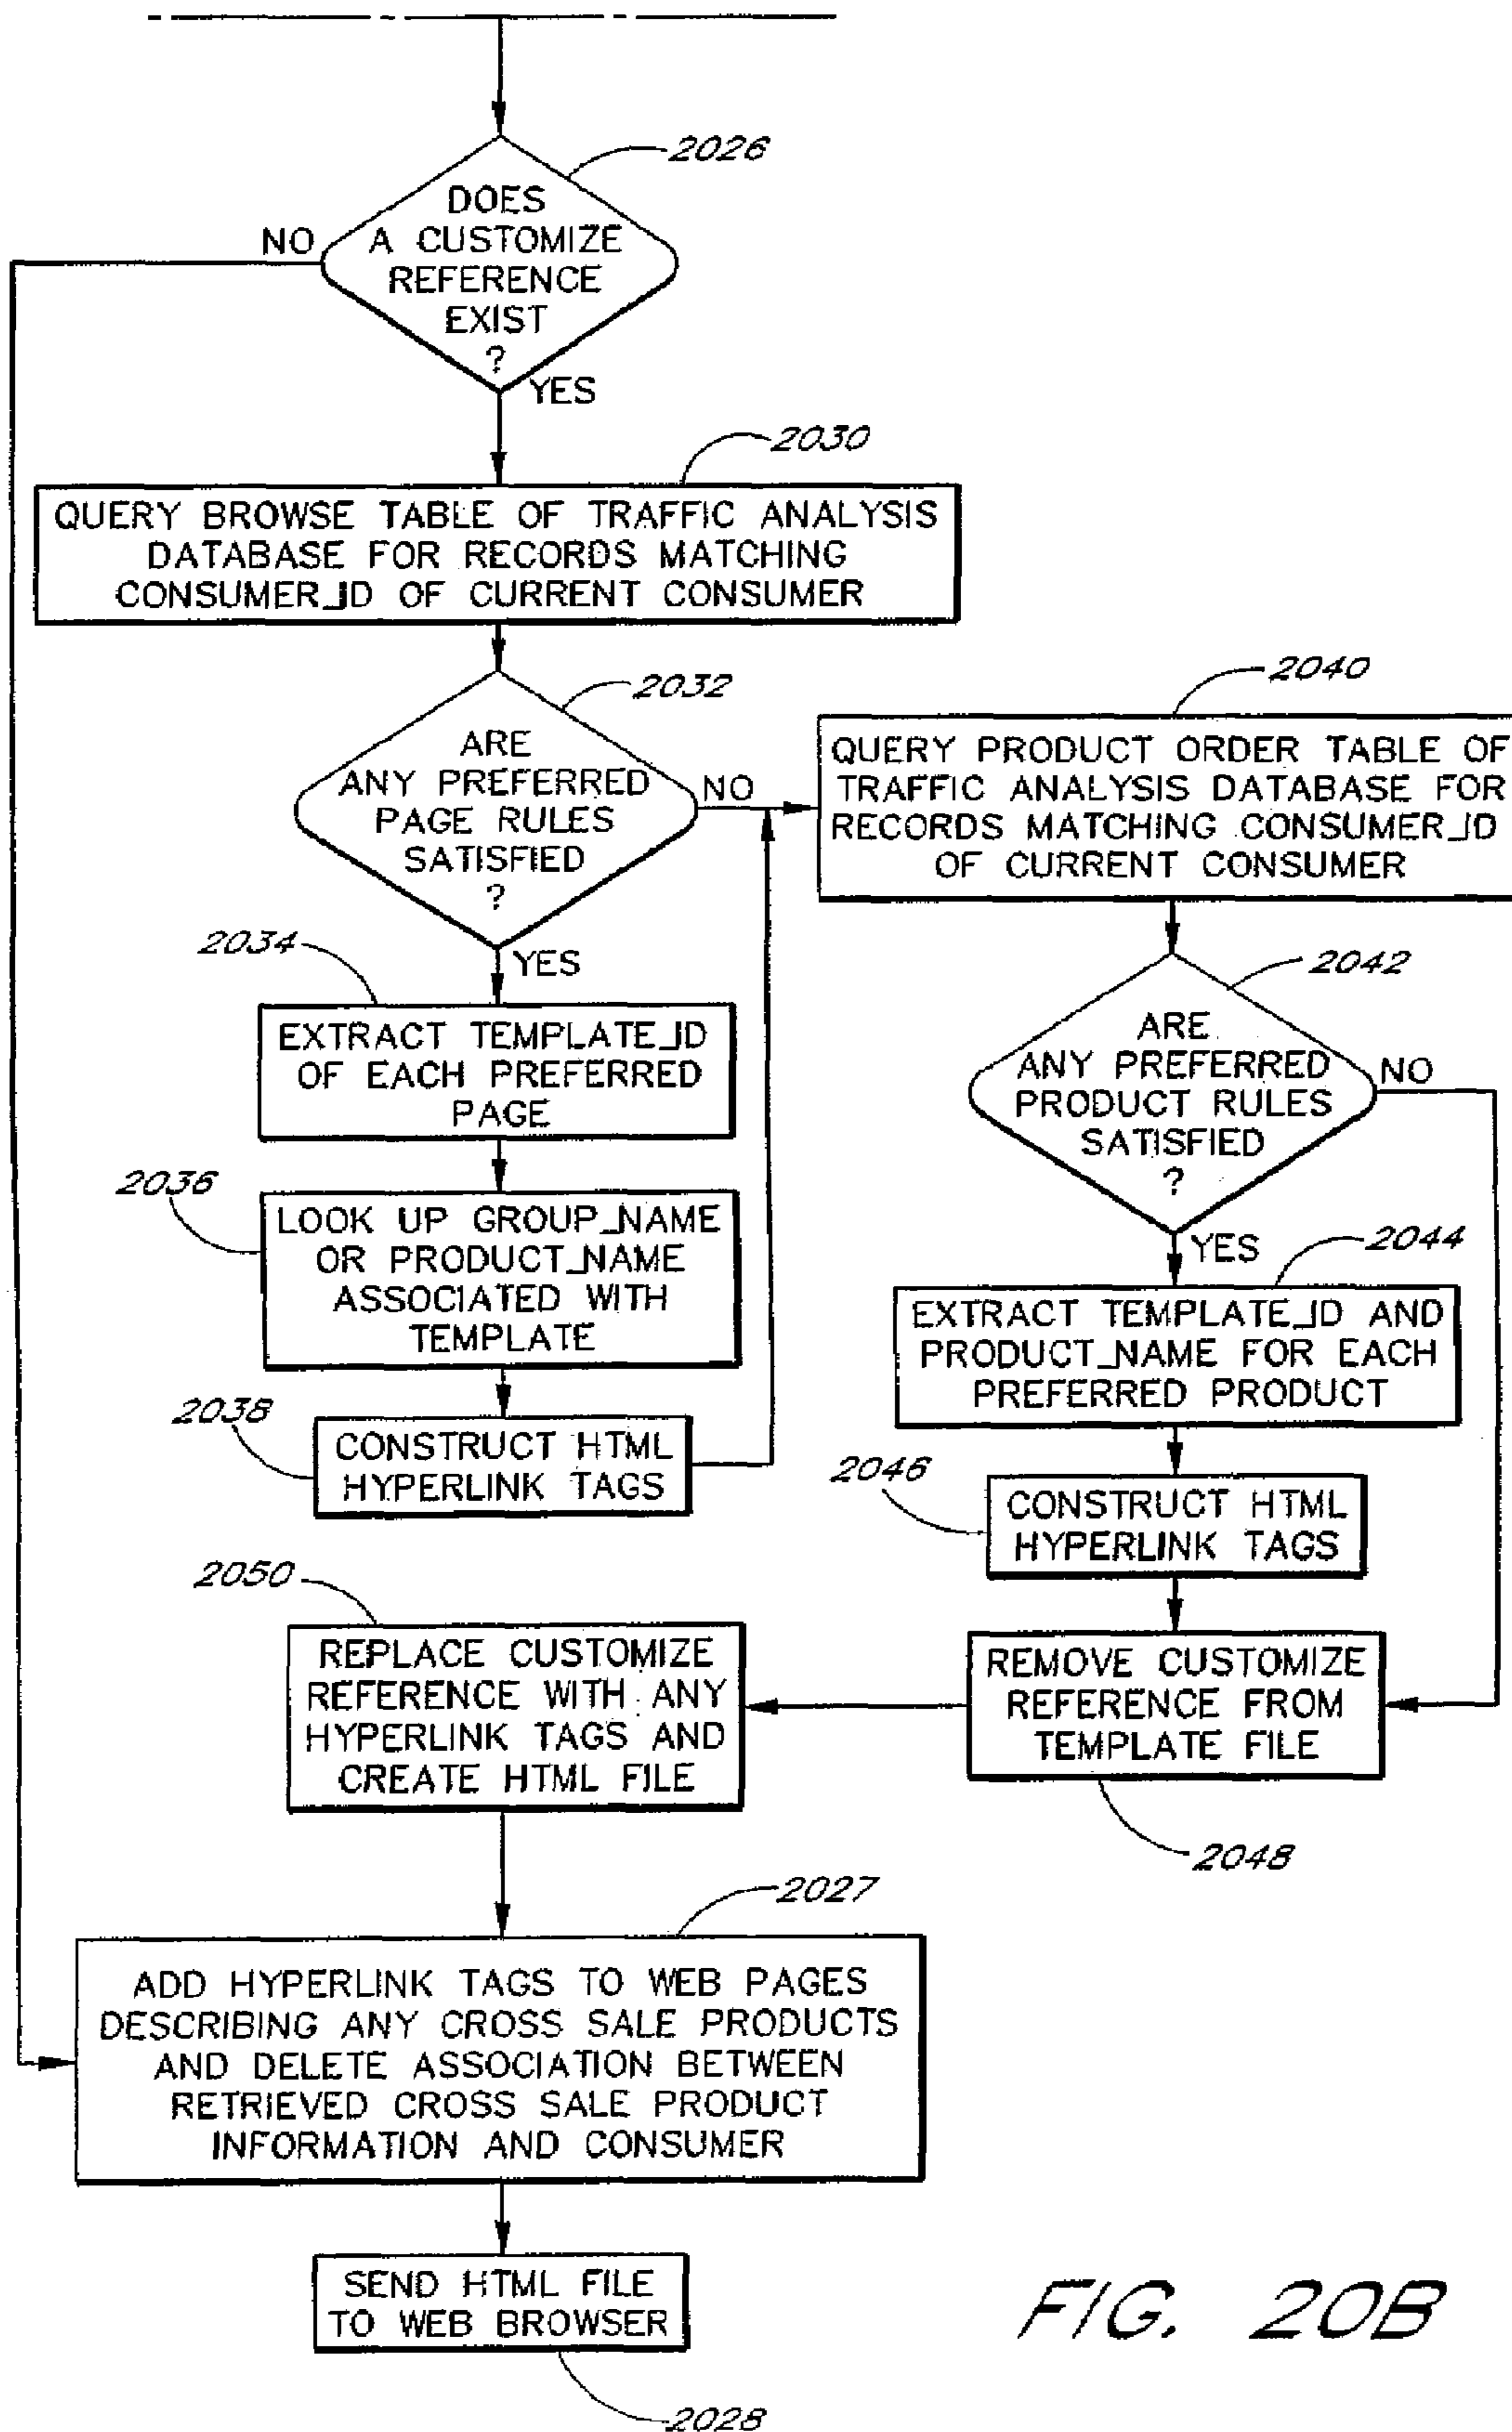 2026
DOES
A CUSTOMIZE
REFERENCE
EXIST
?
NO
YES
2030
QUERY BROWSE TABLE OF TRAFFIC ANALYSIS
DATABASE FOR RECORDS MATCHING
CONSUMER_ID OF CURRENT CONSUMER
2032
ARE
ANY PREFERRED
PAGE RULES
SATISFIED
?
NO
YES
2040
QUERY PRODUCT ORDER TABLE OF
TRAFFIC ANALYSIS DATABASE FOR
RECORDS MATCHING CONSUMER_ID
OF CURRENT CONSUMER
2034
EXTRACT TEMPLATE_ID
OF EACH PREFERRED
PAGE
2042
ARE
ANY PREFERRED
PRODUCT RULES
SATISFIED
?
NO
YES
2036
LOOK UP GROUP_NAME
OR PRODUCT_NAME
ASSOCIATED WITH
TEMPLATE
2044
EXTRACT TEMPLATE_ID AND
PRODUCT_NAME FOR EACH
PREFERRED PRODUCT
2038
CONSTRUCT HTML
HYPERLINK TAGS
2046
CONSTRUCT HTML
HYPERLINK TAGS
2050
REPLACE CUSTOMIZE
REFERENCE WITH ANY
HYPERLINK TAGS AND
CREATE HTML FILE
REMOVE CUSTOMIZE
REFERENCE FROM
TEMPLATE FILE
2048
2027
ADD HYPERLINK TAGS TO WEB PAGES
DESCRIBING ANY CROSS SALE PRODUCTS
AND DELETE ASSOCIATION BETWEEN
RETRIEVED CROSS SALE PRODUCT
INFORMATION AND CONSUMER
SEND HTML FILE
TO WEB BROWSER
2028
FIG. 20B